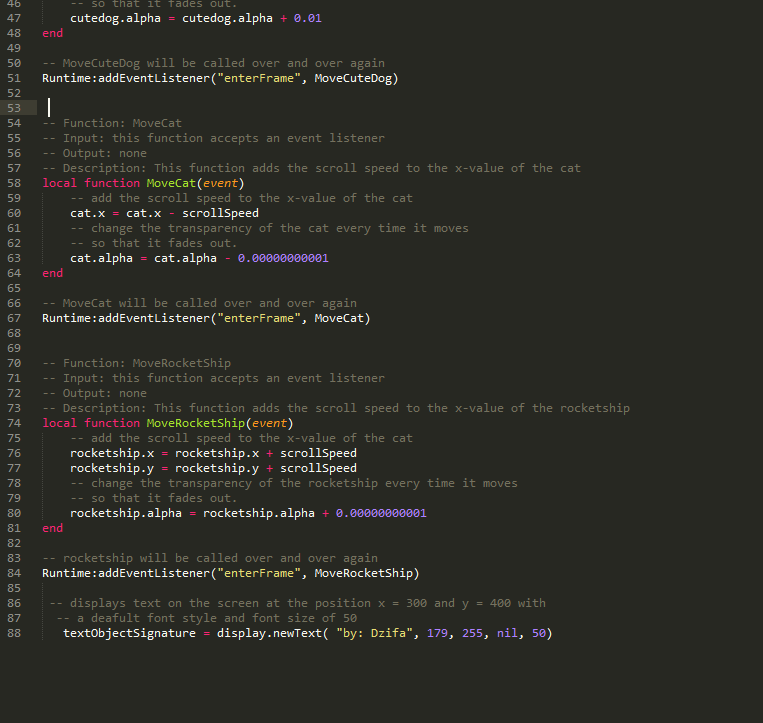 46 -- so that it fades out.
47 cutedog.alpha = cutedog.alpha + 0.01
48 end
49
50 -- MoveCuteDog will be called over and over again
51 Runtime:addEventListener("enterFrame", MoveCuteDog)
52
53
54 -- Function: MoveCat
55 -- Input: this function accepts an event listener
56 -- Output: none
57 -- Description: This function adds the scroll speed to the x-value of the cat
58 local function MoveCat(event)
59 -- add the scroll speed to the x-value of the cat
60 cat.x = cat.x - scrollSpeed
61 -- change the transparency of the cat every time it moves
62 -- so that it fades out.
63 cat.alpha = cat.alpha - 0.00000000001
64 end
65
66 -- MoveCat will be called over and over again
67 Runtime:addEventListener("enterFrame", MoveCat)
68
69
70 -- Function: MoveRocketShip
71 -- Input: this function accepts an event listener
72 -- Output: none
73 -- Description: This function adds the scroll speed to the x-value of the rocketship
74 local function MoveRocketShip(event)
75 -- add the scroll speed to the x-value of the cat
76 rocketship.x = rocketship.x + scrollSpeed
77 rocketship.y = rocketship.y + scrollSpeed
78 -- change the transparency of the rocketship every time it moves
79 -- so that it fades out.
80 rocketship.alpha = rocketship.alpha + 0.00000000001
81 end
82
83 -- rocketship will be called over and over again
84 Runtime:addEventListener("enterFrame", MoveRocketShip)
85
86 -- displays text on the screen at the position x = 300 and y = 400 with
87 -- a deafult font style and font size of 50
88 textObjectSignature = display.newText( "by: Dzifa", 179, 255, nil, 50)